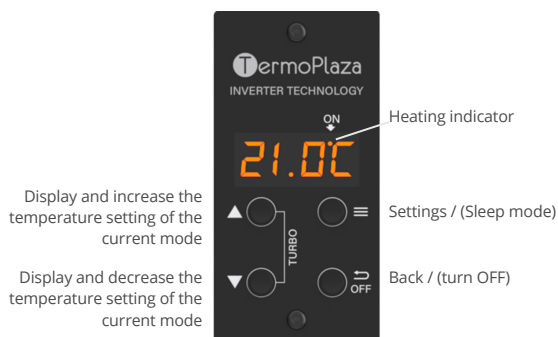 TermoPlaza
INVERTER TECHNOLOGY
ON
Heating indicator
21.0°C
Display and increase the
temperature setting of the
current mode
Settings / (Sleep mode)
TURBO
Display and decrease the
temperature setting of the
current mode
OFF
Back / (turn OFF)